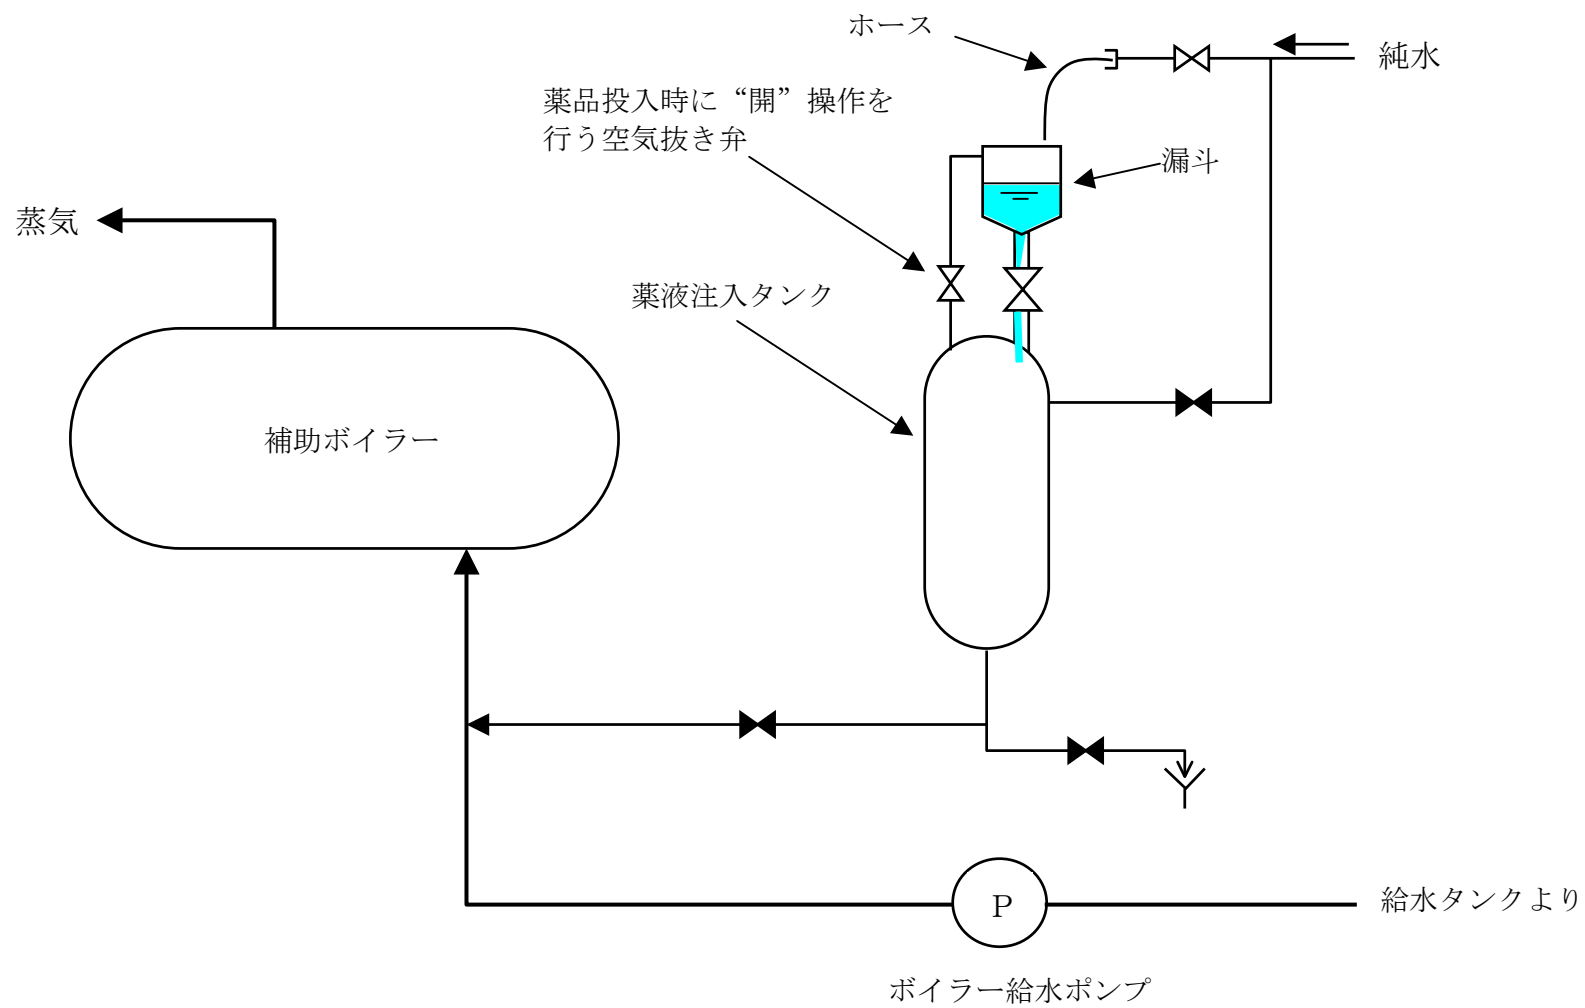 ホース
純水
薬品投入時に“開”操作を
行う空気抜き弁
漏斗
蒸気
薬液注入タンク
補助ボイラー
P
給水タンクより
ボイラー給水ポンプ